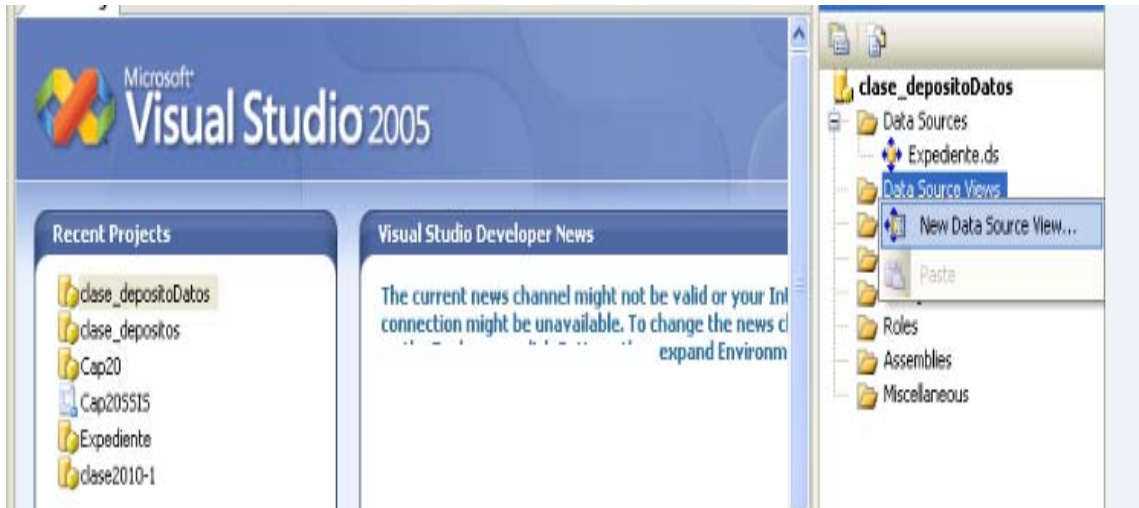 Microsoft
Visual Studio 2005
Recent Projects
clase_depositoDatos
clase_depositos
Cap20
Cap20SSIS
Expediente
clase2010-1
Visual Studio Developer News
The current news channel might not be valid or your Int
connection might be unavailable. To change the news cl
expand Environm
clase_depositoDatos
Data Sources
Expediente.ds
Data Source Views
New Data Source View...
Paste
Roles
Assemblies
Miscellaneous